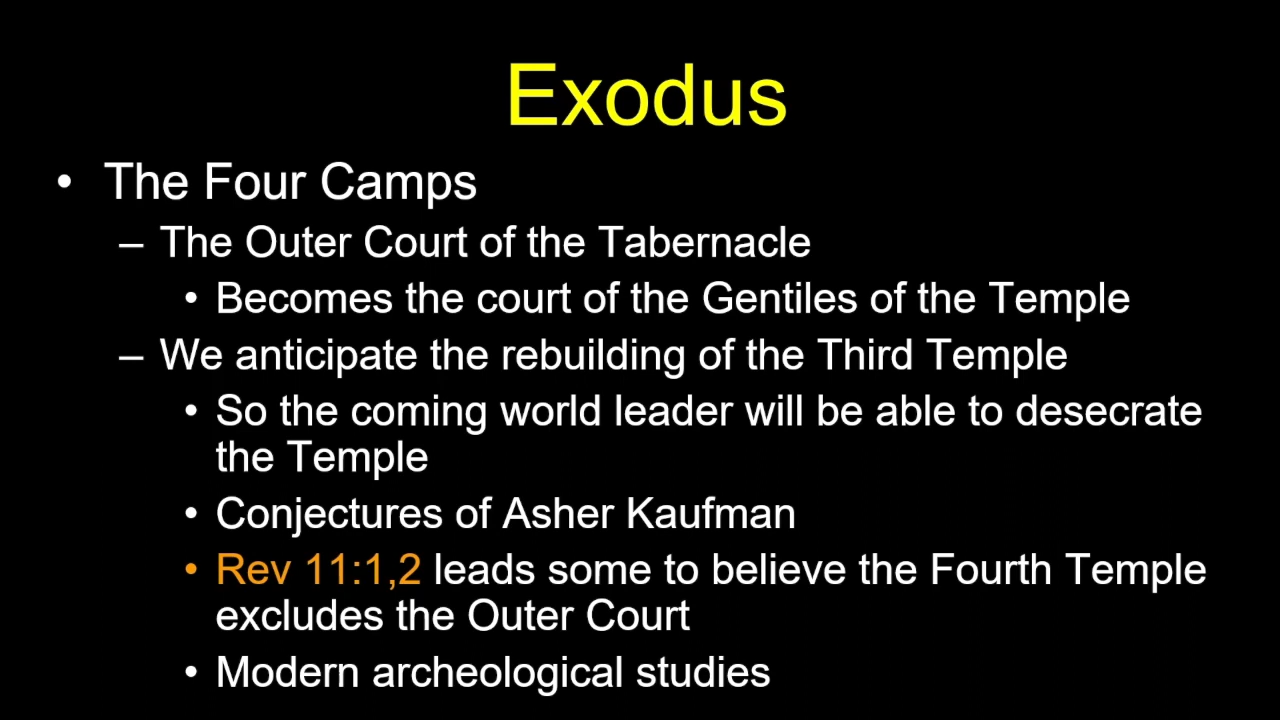 Exodus
• The Four Camps
– The Outer Court of the Tabernacle
• Becomes the court of the Gentiles of the Temple
– We anticipate the rebuilding of the Third Temple
• So the coming world leader will be able to desecrate
the Temple
• Conjectures of Asher Kaufman
• Rev 11:1,2 leads some to believe the Fourth Temple
excludes the Outer Court
• Modern archeological studies